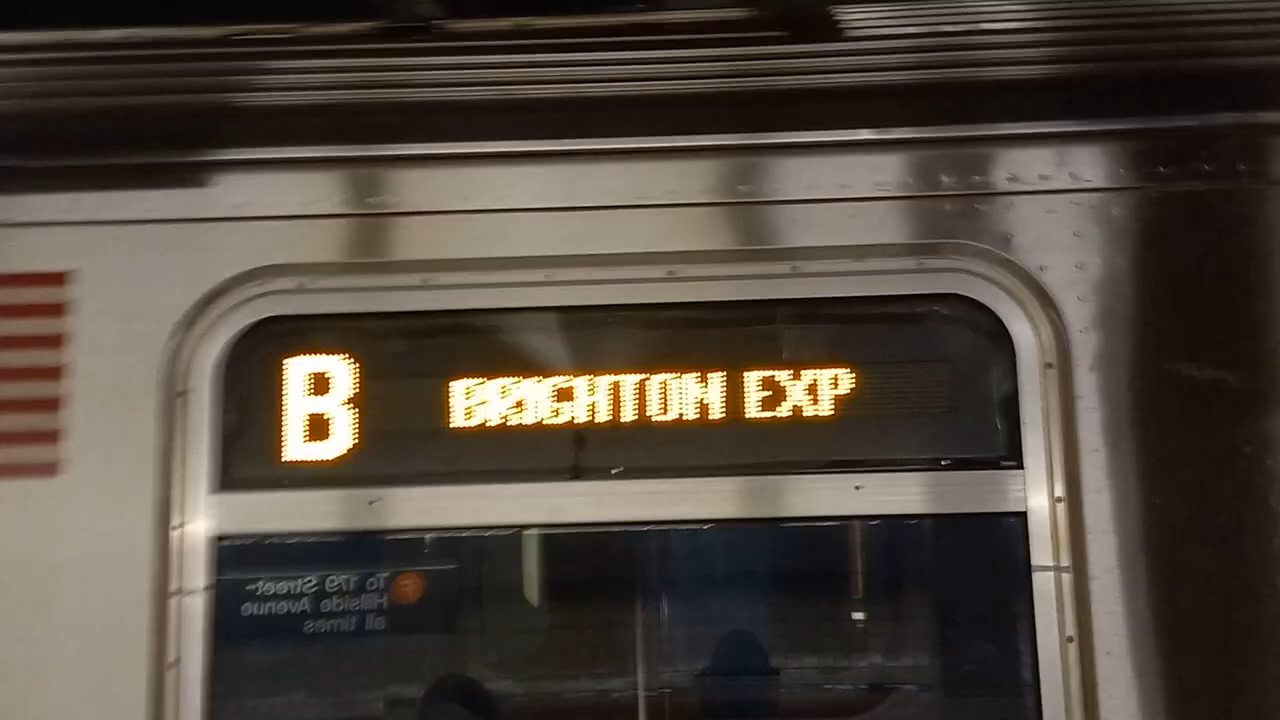 B BRIGHTON EXP
To 179 Street-
Hillside Avenue
all times